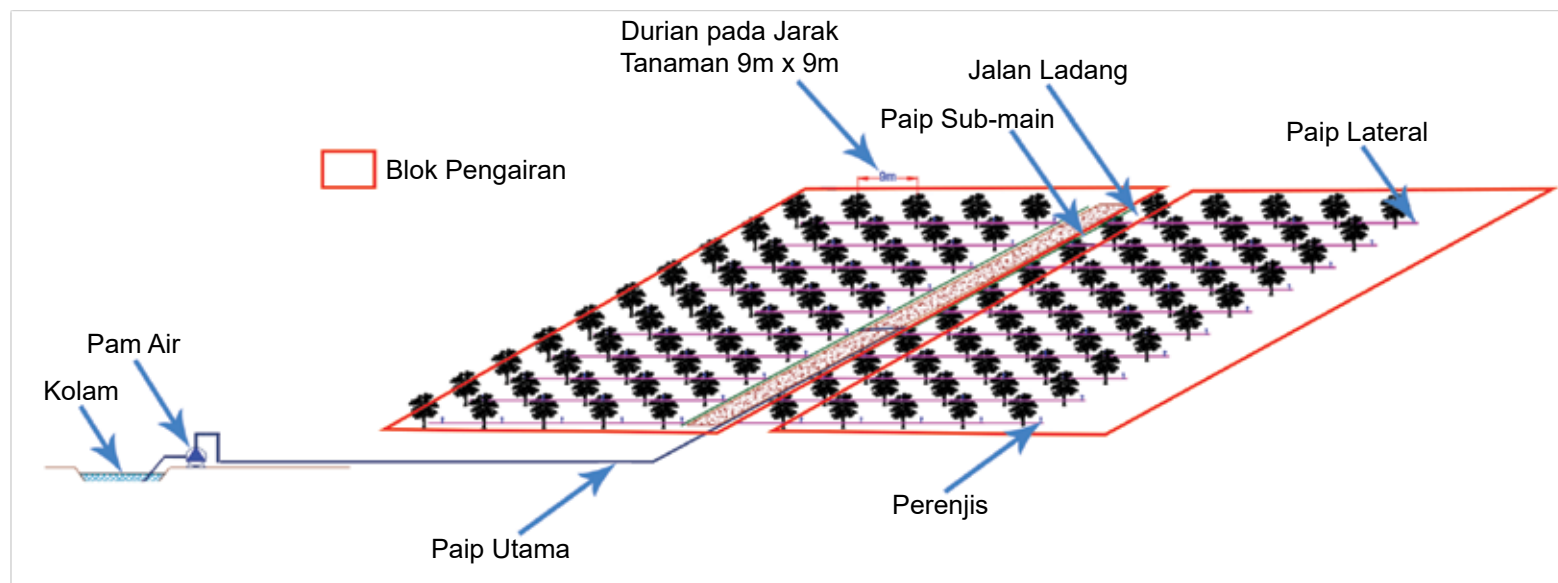 Durian pada Jarak
Tanaman 9m x 9m
Jalan Ladang
Paip Sub-main
Paip Lateral
Blok Pengairan
9m
Pam Air
Kolam
Perenjis
Paip Utama